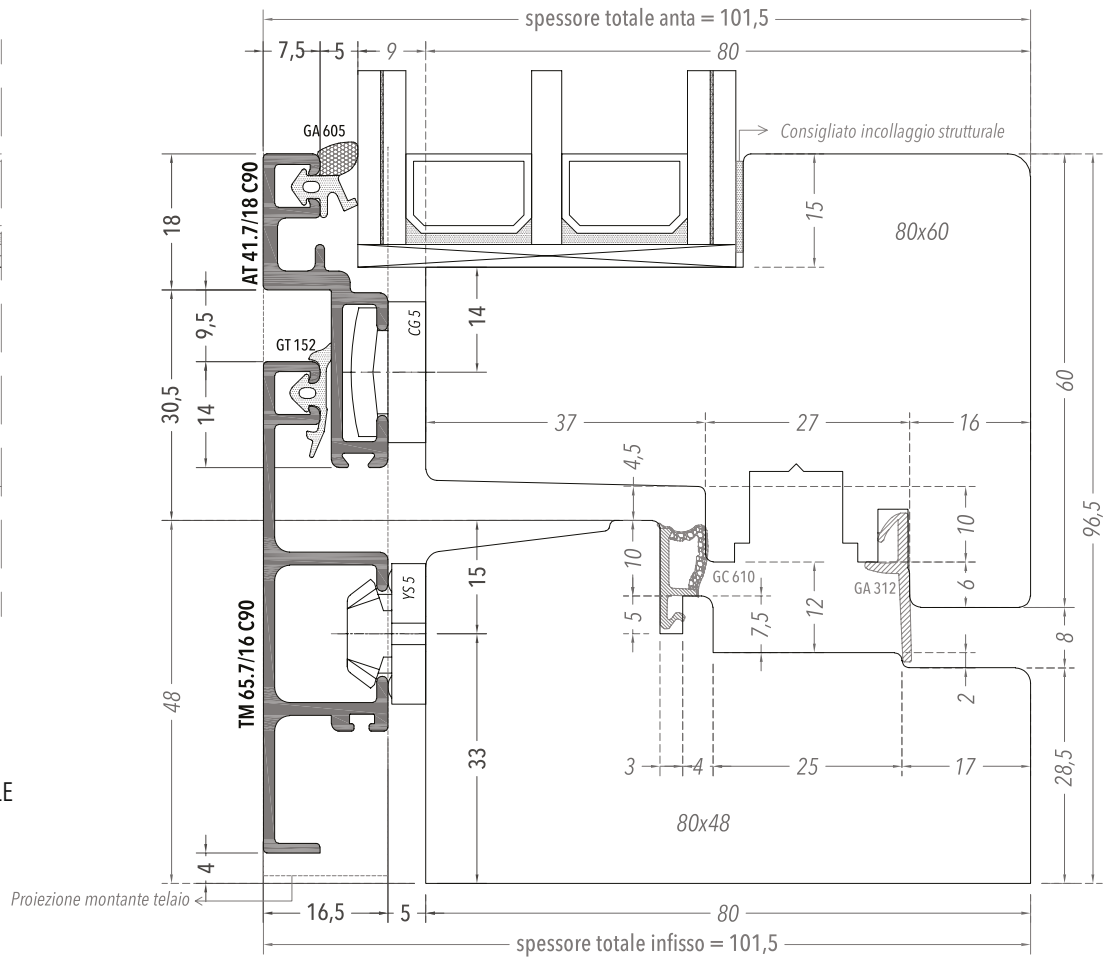 spessore totale anta = 101,5
7,5
5
9
80
GA 605
Consigliato incollaggio strutturale
AT 41.7/18 C90
18
15
80x60
9,5
CG 5
14
GT 152
30,5
14
60
37
27
16
4,5
96,5
10
10
GC 610
GA 312
6
YS 5
15
5
7,5
12
8
TM 65.7/16 C90
2
48
33
3
4
25
17
28,5
LE
80x48
4
Proiezione montante telaio
16,5
5
80
spessore totale infisso = 101,5